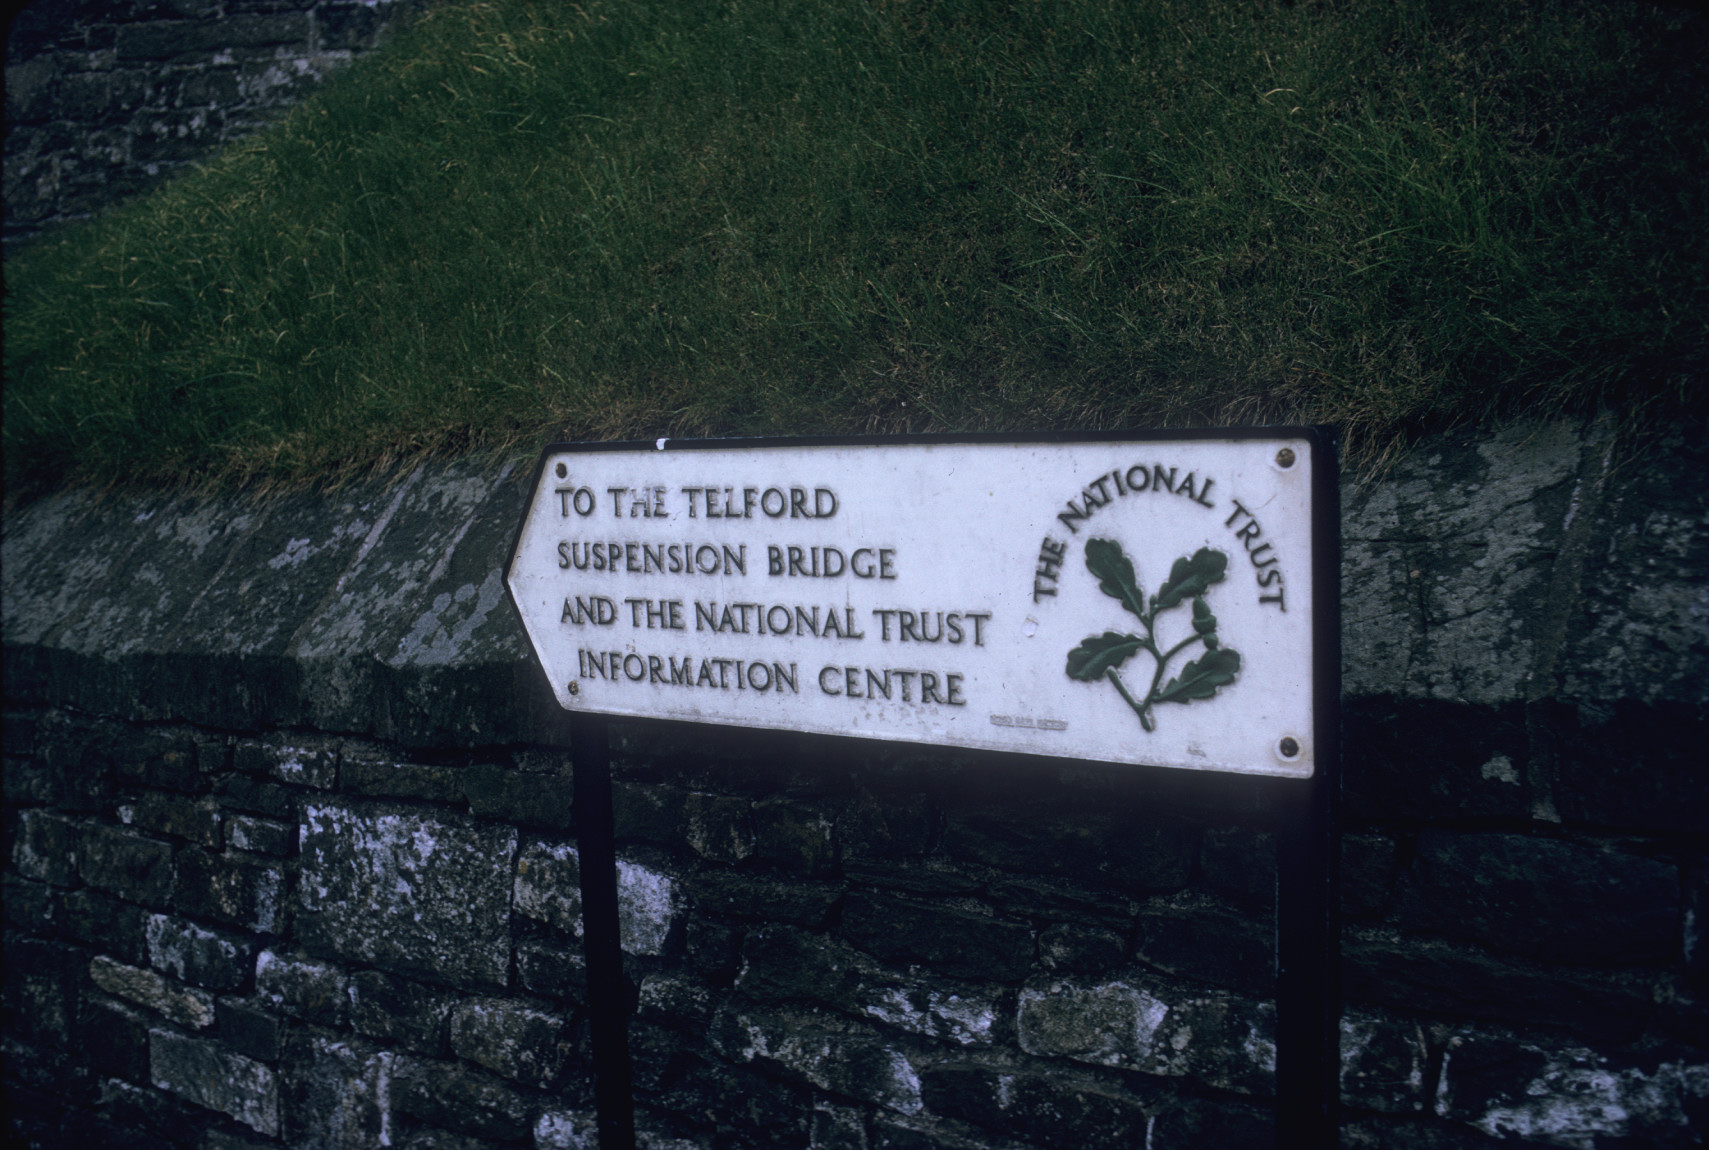 TO THE TELFORD
SUSPENSION BRIDGE
AND THE NATIONAL TRUST
INFORMATION CENTRE
THE NATIONAL TRUST